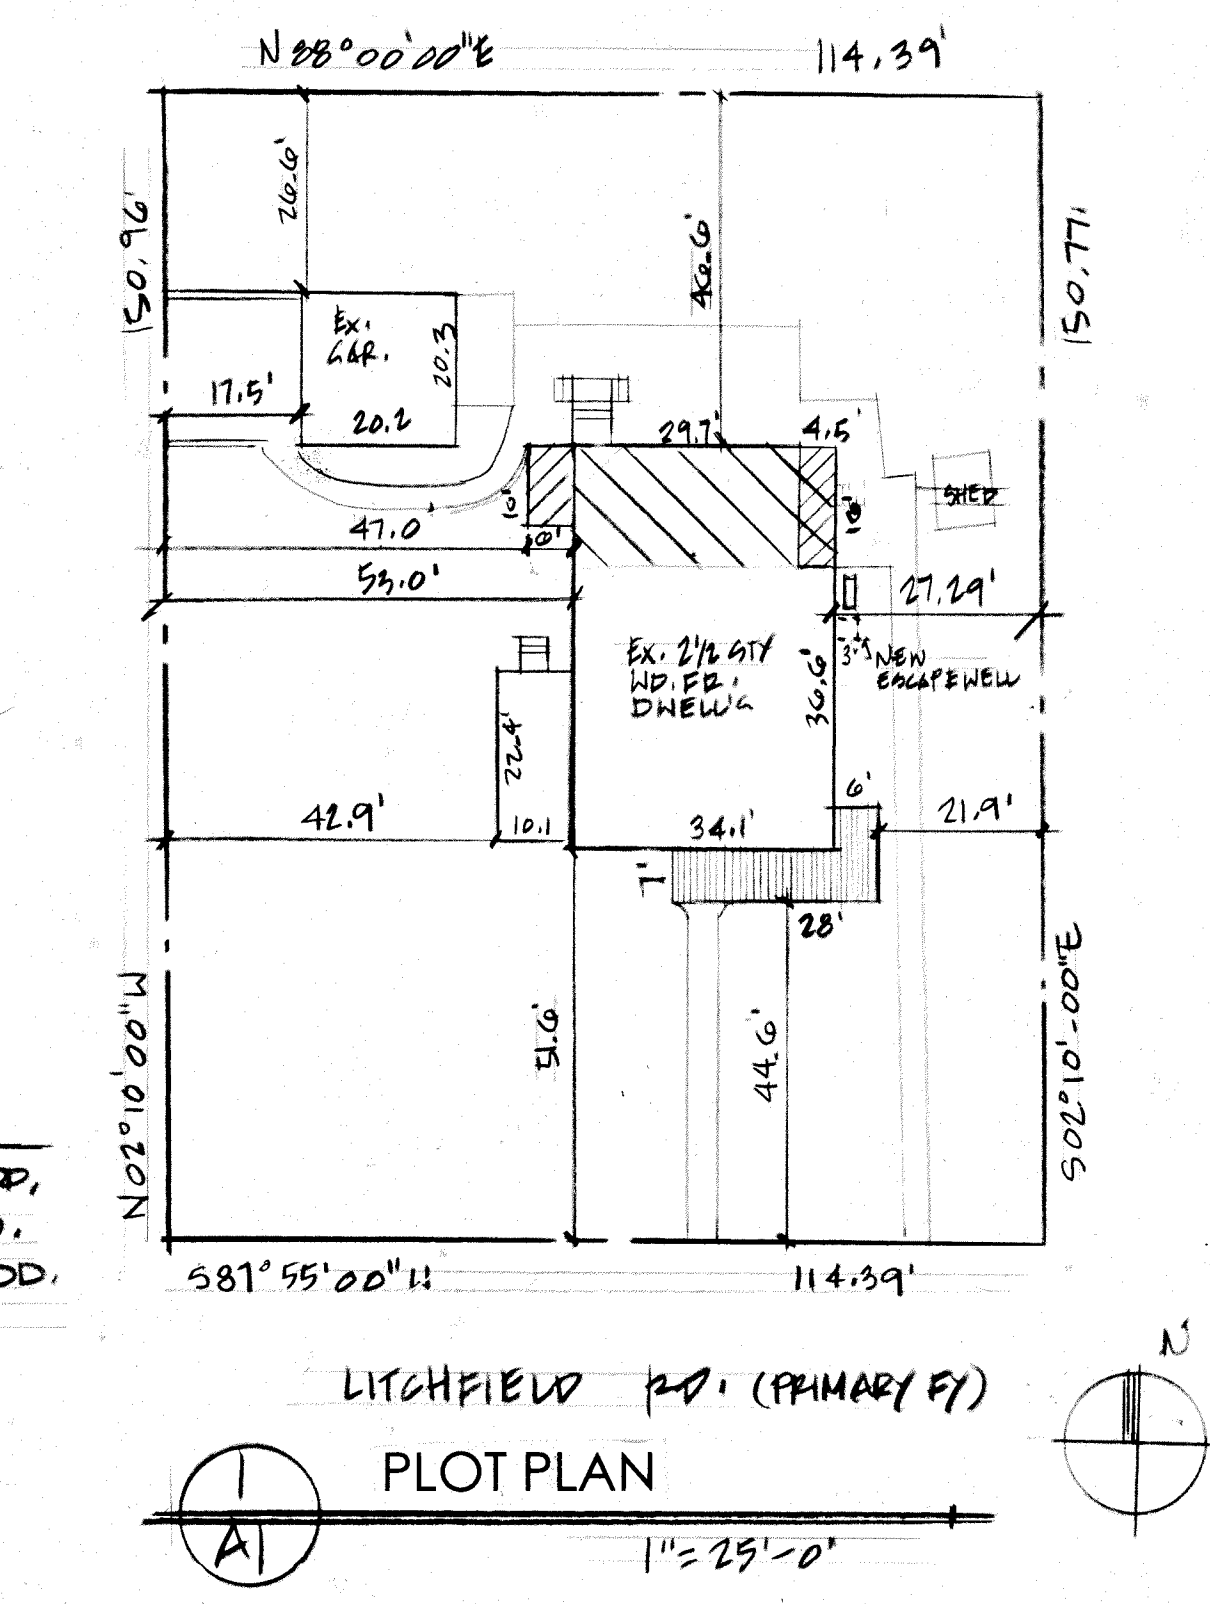 N 88°00'00"E 114.39'
26.6'
150.96'
46.6'
150.77'
EX.
GAR.
20.3
17.5'
20.2
29.7'
4.5'
10'
SHED
47.0
53.0'
27.29'
EX. 2 1/2 STY
WD. FR.
DWELL'G
36.6'
3'
NEW
ESCAPE WELL
22.4'
6'
42.9'
10.1
34.1'
21.9'
7'
28'
51.6'
44.6'
N02°10'00"W
S02°10'-00"E
OD.
S87°55'00"W 114.39'
LITCHFIELD RD. (PRIMARY FY)
N
PLOT PLAN
1
A1
1"=25'-0"